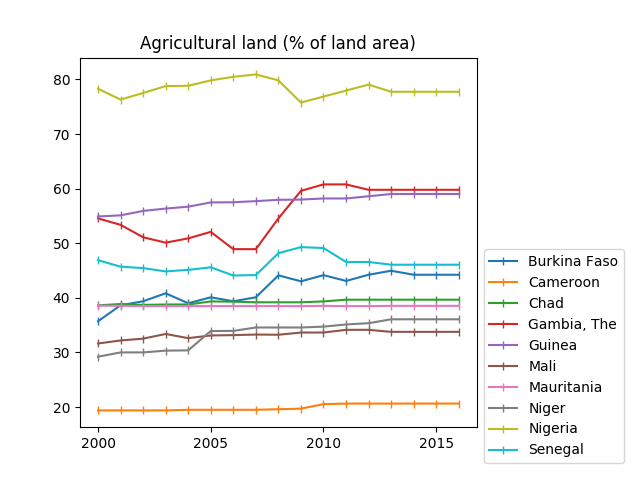 Agricultural land (% of land area)
80
70
60
50
40
30
20
2000
2005
2010
2015
Burkina Faso
Cameroon
Chad
Gambia, The
Guinea
Mali
Mauritania
Niger
Nigeria
Senegal